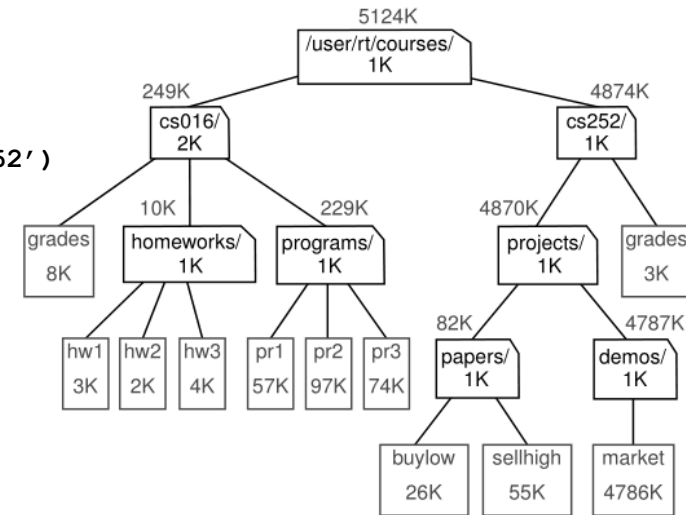 5124K
/user/rt/courses/
1K
249K
4874K
cs016/
2K
cs252/
1K
52')
10K
229K
4870K
grades
8K
homeworks/
1K
programs/
1K
projects/
1K
grades
3K
82K
4787K
hw1
3K
hw2
2K
hw3
4K
pr1
57K
pr2
97K
pr3
74K
papers/
1K
demos/
1K
buylow
26K
sellhigh
55K
market
4786K